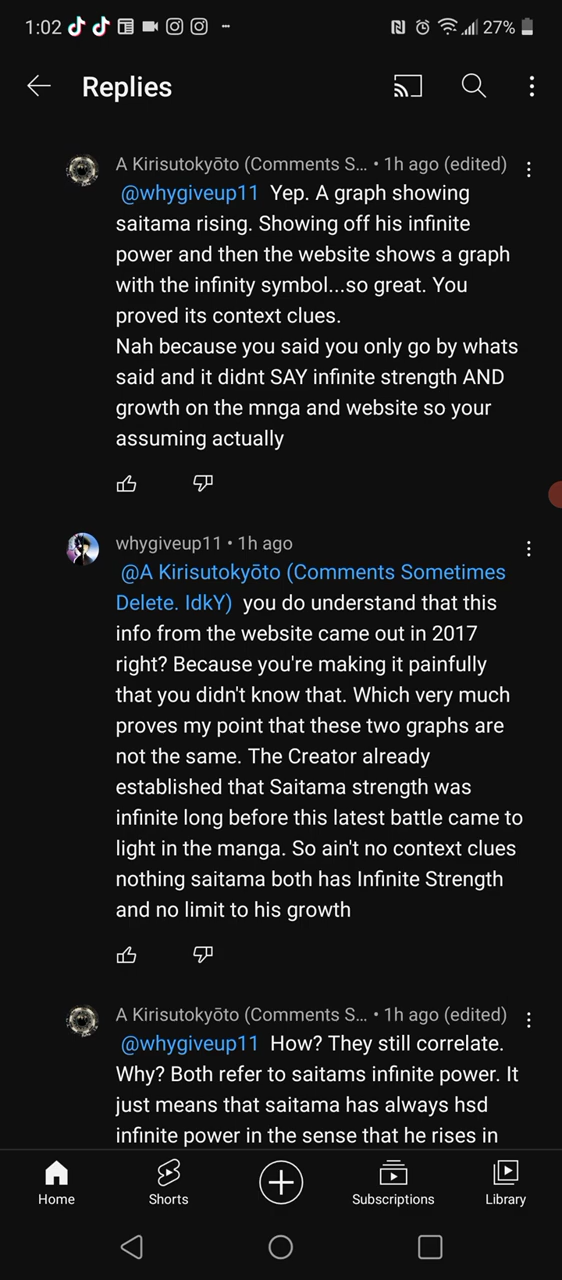 1:02
27%
Replies
A Kirisutokyōto (Comments S... • 1h ago (edited)
@whygiveup11 Yep. A graph showing
saitama rising. Showing off his infinite
power and then the website shows a graph
with the infinity symbol...so great. You
proved its context clues.
Nah because you said you only go by whats
said and it didnt SAY infinite strength AND
growth on the mnga and website so your
assuming actually
whygiveup11 • 1h ago
@A Kirisutokyōto (Comments Sometimes
Delete. IdkY) you do understand that this
info from the website came out in 2017
right? Because you're making it painfully
that you didn't know that. Which very much
proves my point that these two graphs are
not the same. The Creator already
established that Saitama strength was
infinite long before this latest battle came to
light in the manga. So ain't no context clues
nothing saitama both has Infinite Strength
and no limit to his growth
A Kirisutokyōto (Comments S... • 1h ago (edited)
@whygiveup11 How? They still correlate.
Why? Both refer to saitams infinite power. It
just means that saitama has always hsd
infinite power in the sense that he rises in
Home
Shorts
Subscriptions
Library